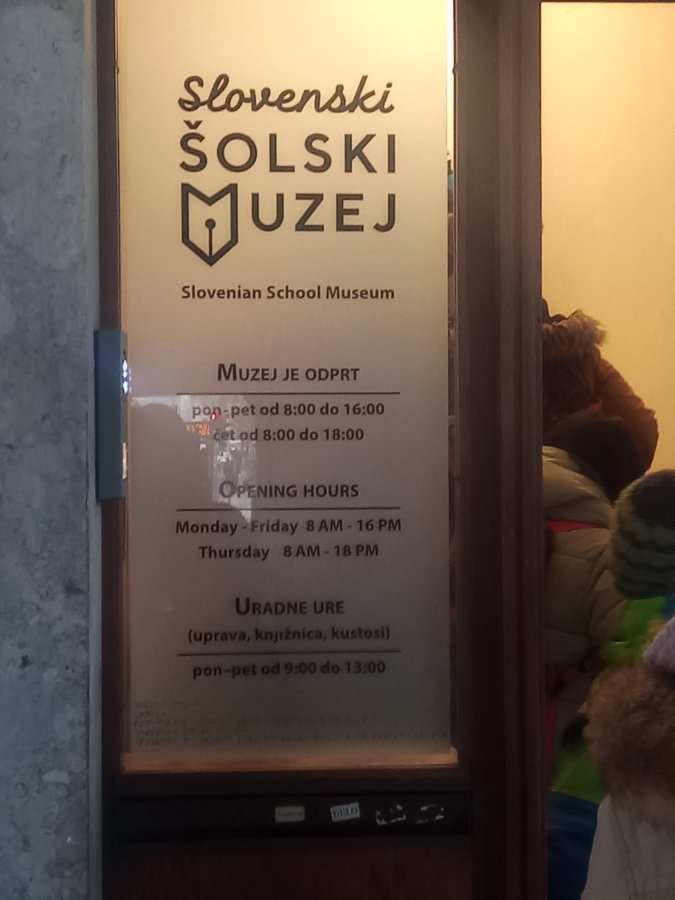 Slovenski
ŠOLSKI
MUZEJ
Slovenian School Museum
MUZEJ JE ODPRT
pon-pet od 8:00 do 16:00
čet od 8:00 do 18:00
OPENING HOURS
Monday - Friday 8 AM - 16 PM
Thursday 8 AM - 18 PM
URADNE URE
(uprava, knjižnica, kustosi)
pon-pet od 9:00 do 13:00
DELO